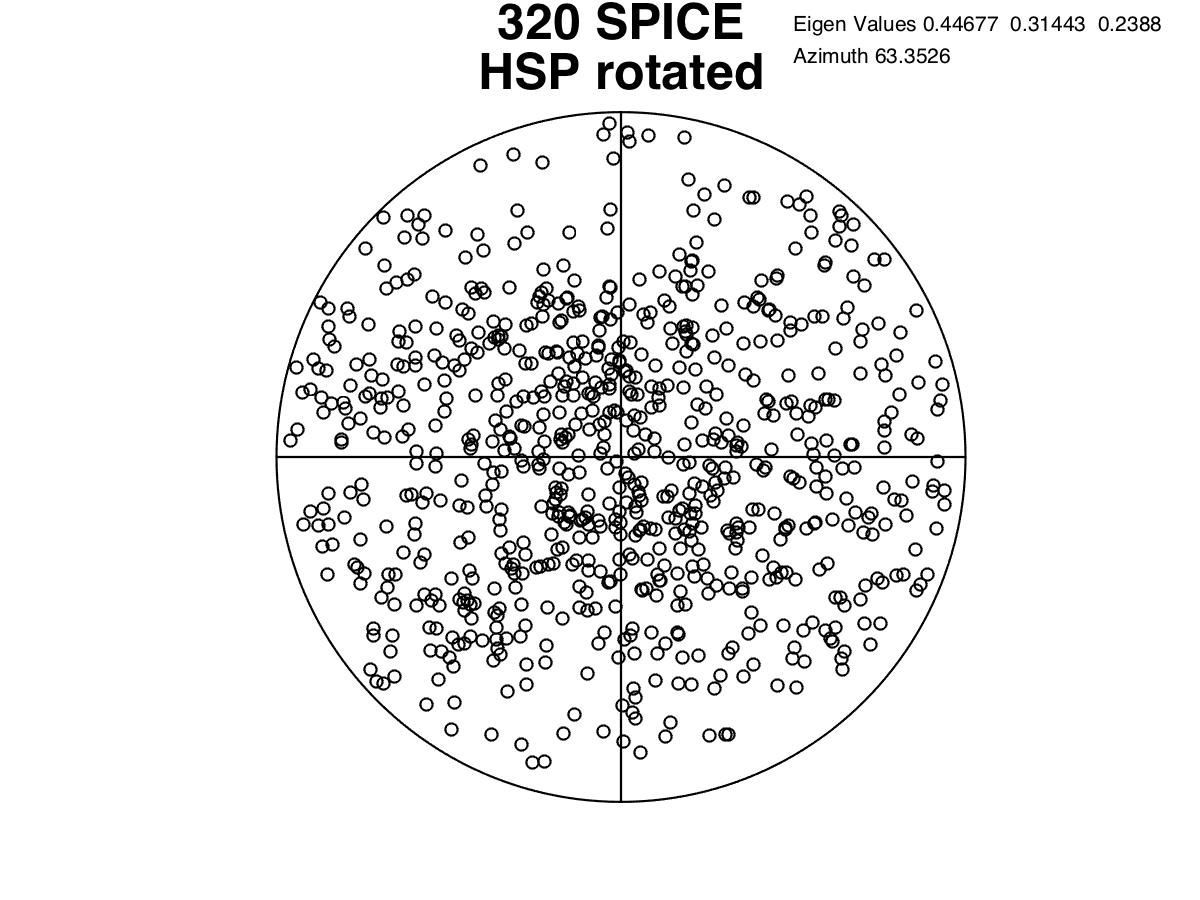 320 SPICE
HSP rotated
Eigen Values 0.44677  0.31443  0.2388
Azimuth 63.3526